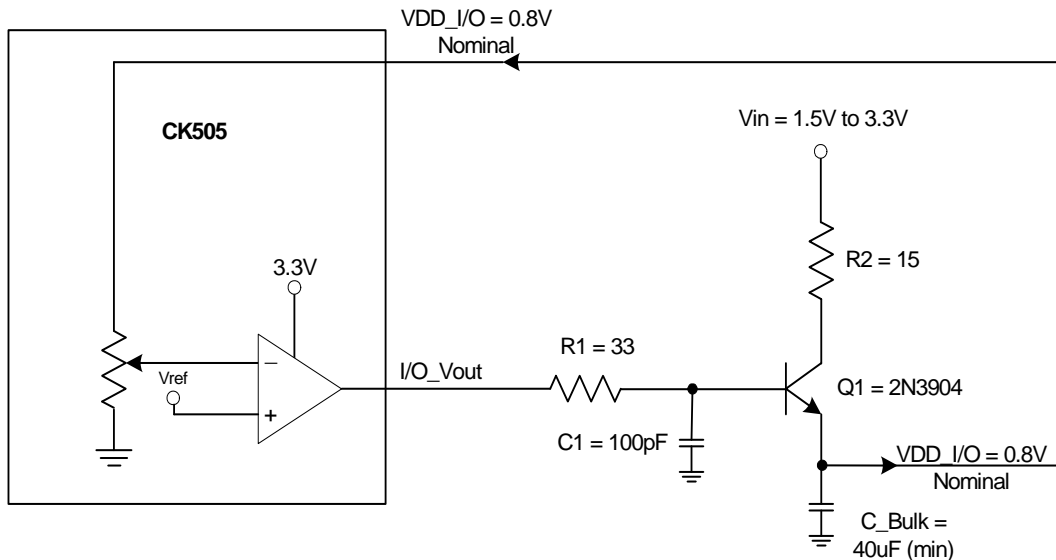 VDD_I/O = 0.8V
Nominal
CK505
Vin = 1.5V to 3.3V
R2 = 15
3.3V
R1 = 33
I/O_Vout
Vref
−
+
Q1 = 2N3904
C1 = 100pF
VDD_I/O = 0.8V
Nominal
C_Bulk =
40uF (min)